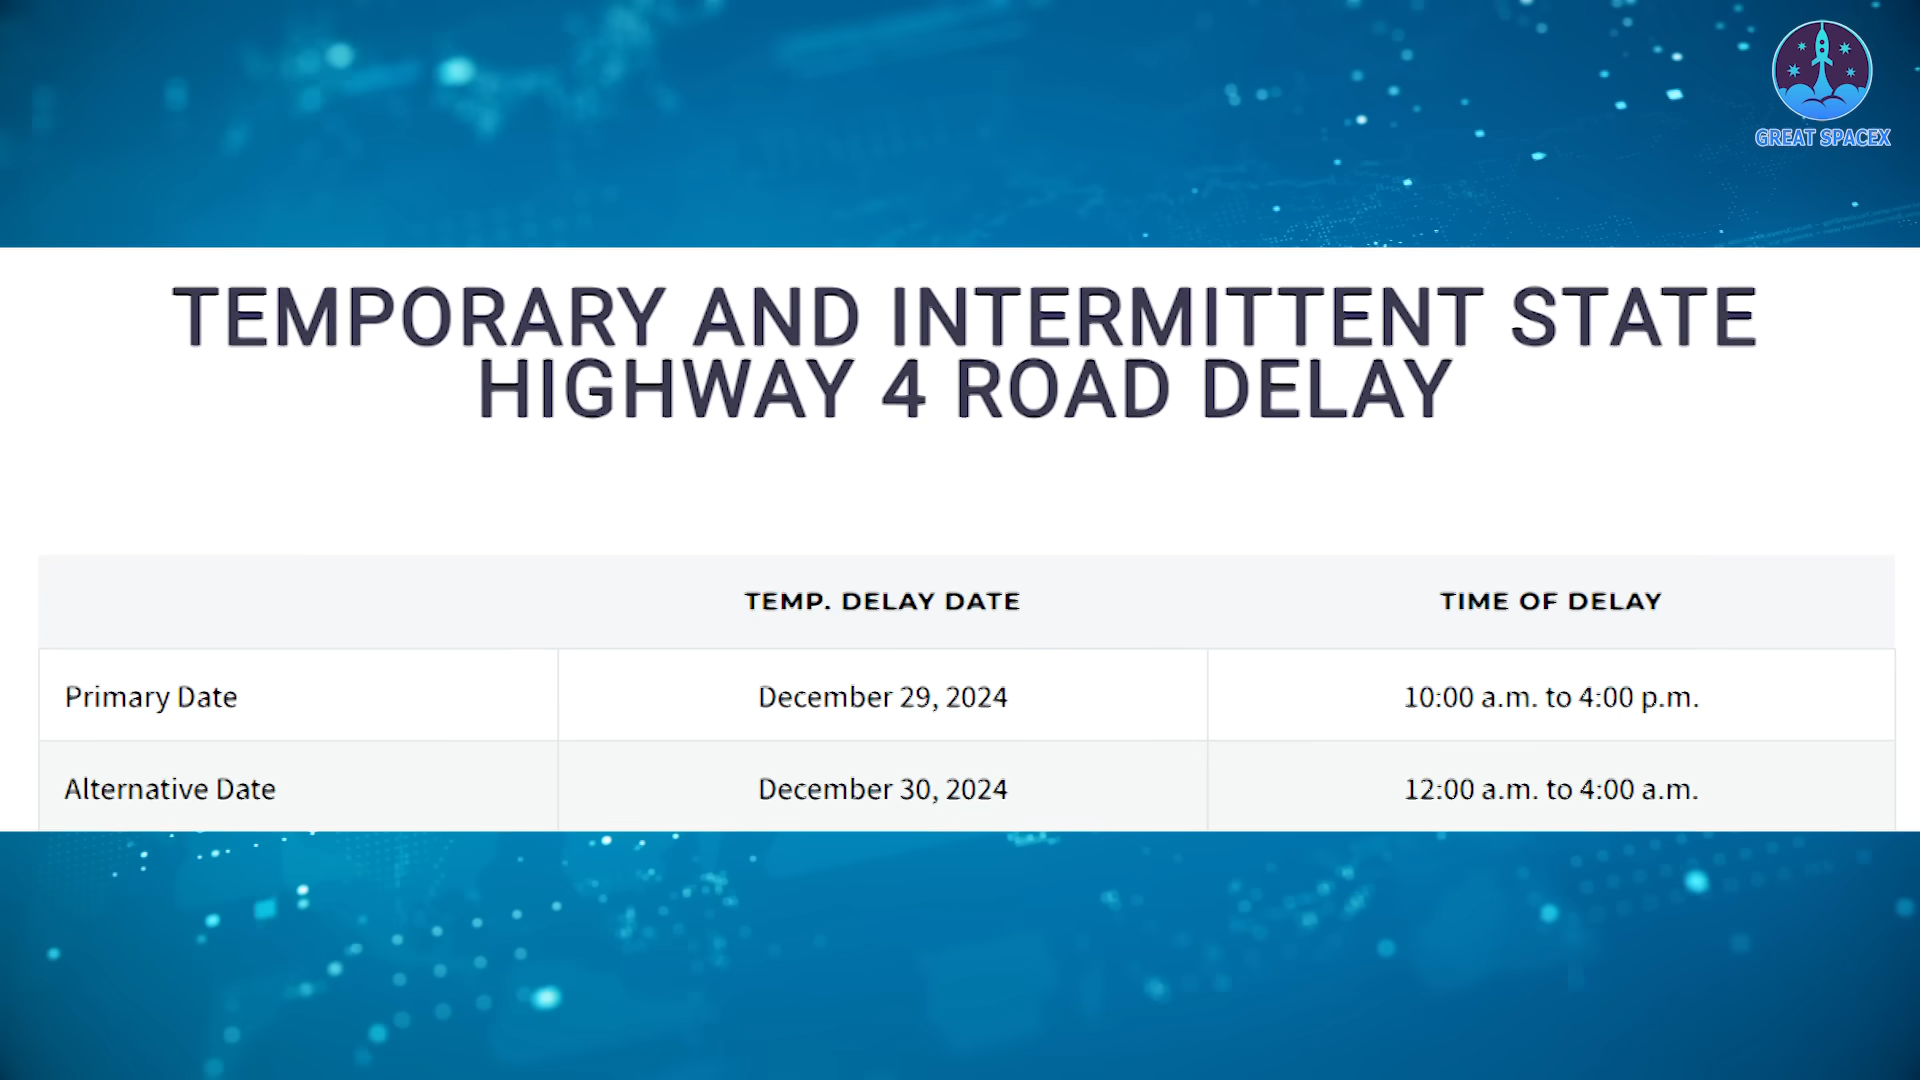 GREAT SPACEX
TEMPORARY AND INTERMITTENT STATE
HIGHWAY 4 ROAD DELAY
TEMP. DELAY DATE TIME OF DELAY
Primary Date December 29, 2024 10:00 a.m. to 4:00 p.m.
Alternative Date December 30, 2024 12:00 a.m. to 4:00 a.m.